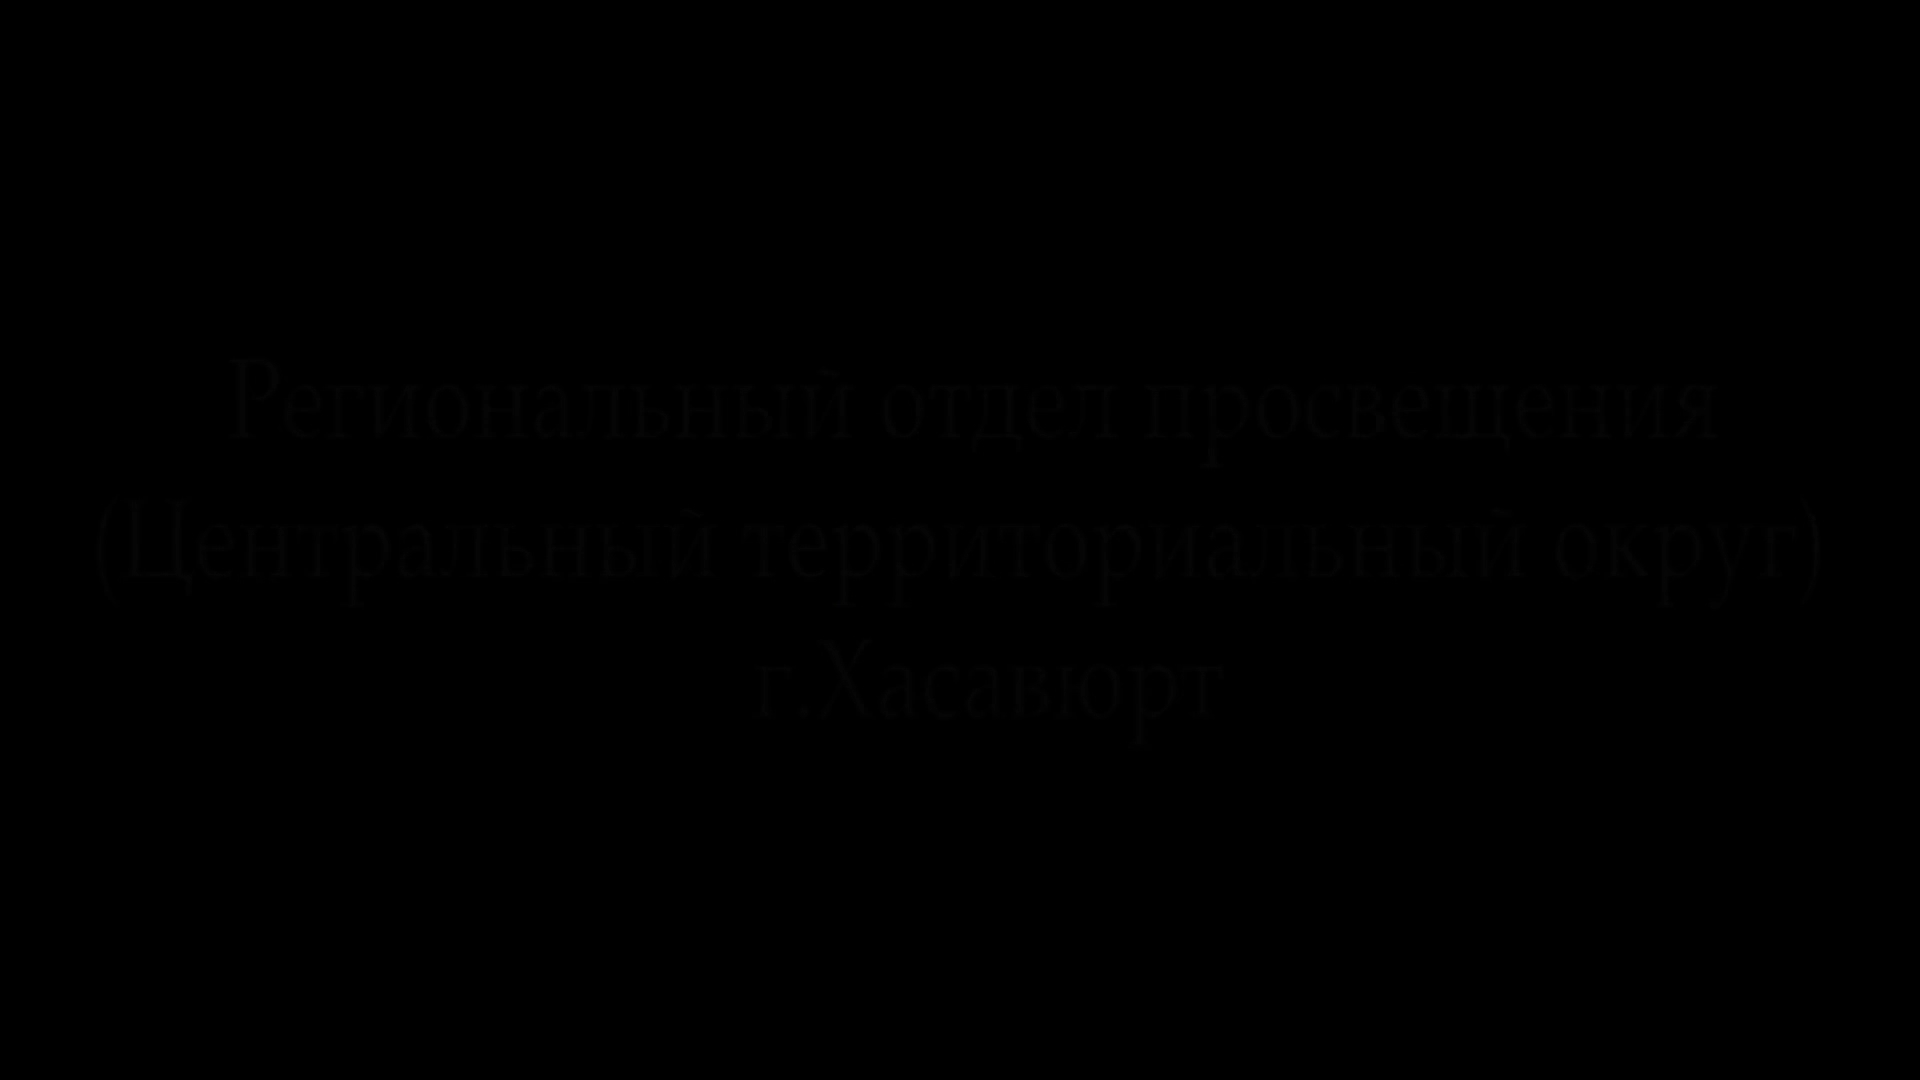 Региональный отдел просвещения
(Центральный территориальный округ)
г.Хасавюрт